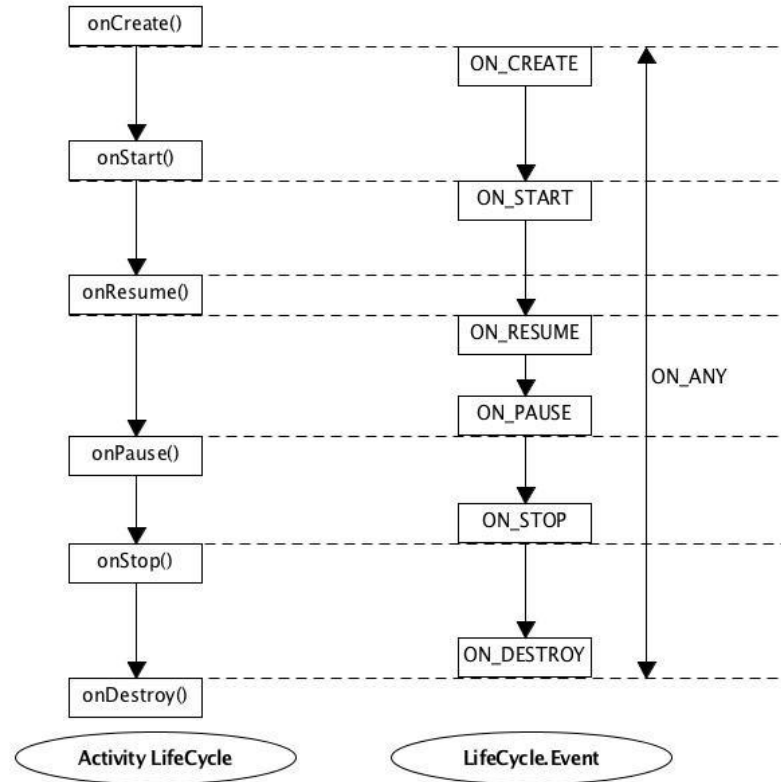 onCreate()
ON_CREATE
onStart()
ON_START
onResume()
ON_RESUME
ON_ANY
ON_PAUSE
onPause()
ON_STOP
onStop()
ON_DESTROY
onDestroy()
Activity LifeCycle
LifeCycle.Event